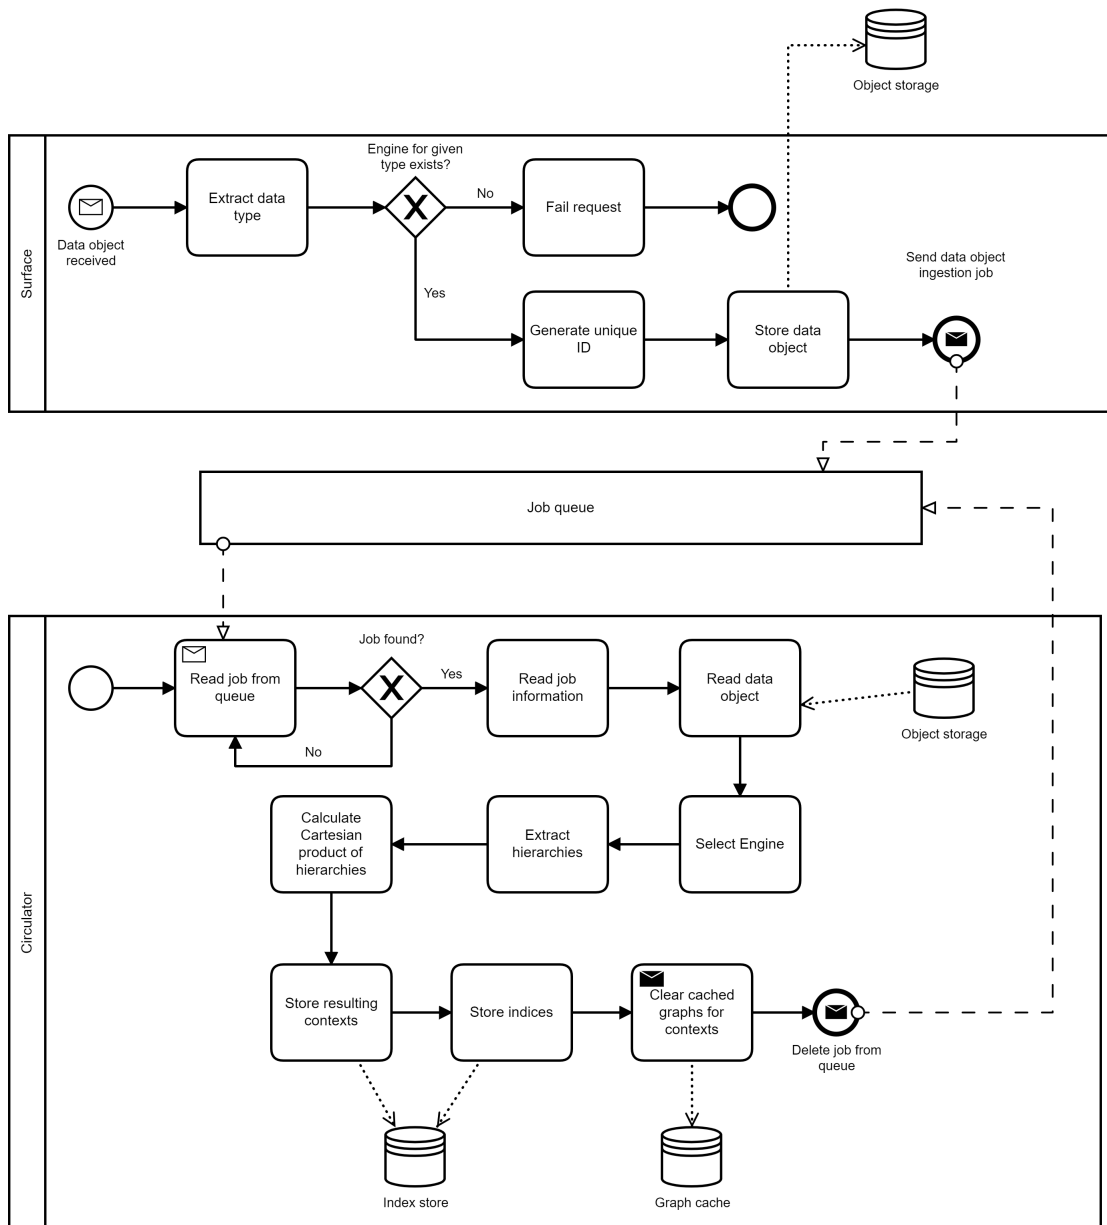 Object storage
Surface
Engine for given
type exists?
Extract data
type
No
Fail request
Data object
received
Yes
Send data object
ingestion job
Generate unique
ID
Store data
object
Job queue
Circulator
Job found?
Read job from
queue
Yes
Read job
information
Read data
object
No
Object storage
Calculate
Cartesian
product of
hierarchies
Extract
hierarchies
Select Engine
Store resulting
contexts
Store indices
Clear cached
graphs for
contexts
Delete job from
queue
Index store
Graph cache